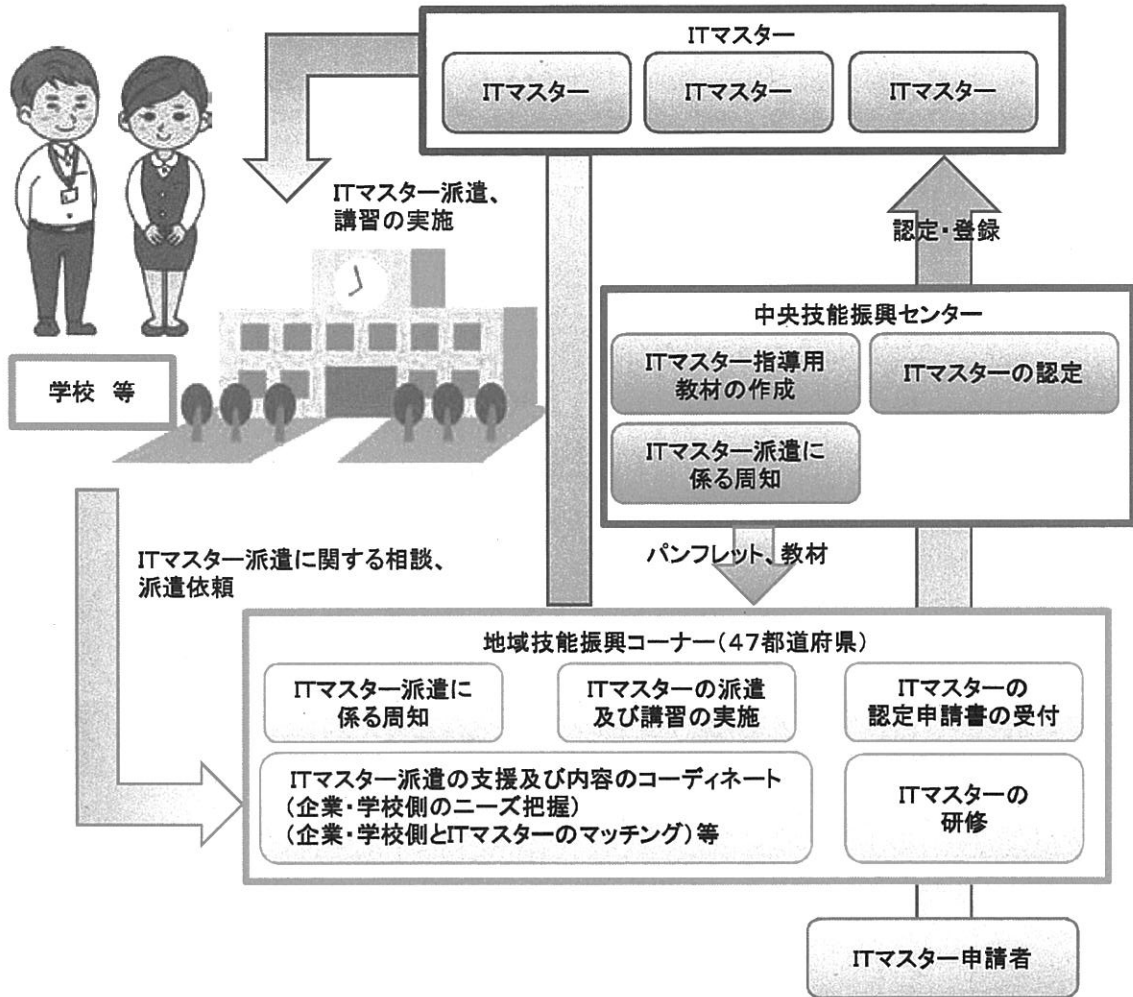 ITマスター
ITマスター
ITマスター
ITマスター
ITマスター派遣、
講習の実施
認定・登録
中央技能振興センター
ITマスター指導用
教材の作成
ITマスターの認定
ITマスター派遣に
係る周知
学校 等
パンフレット、教材
ITマスター派遣に関する相談、
派遣依頼
地域技能振興コーナー(47都道府県)
ITマスター派遣に
係る周知
ITマスターの派遣
及び講習の実施
ITマスターの
認定申請書の受付
ITマスター派遣の支援及び内容のコーディネート
(企業・学校側のニーズ把握)
(企業・学校側とITマスターのマッチング)等
ITマスターの
研修
ITマスター申請者